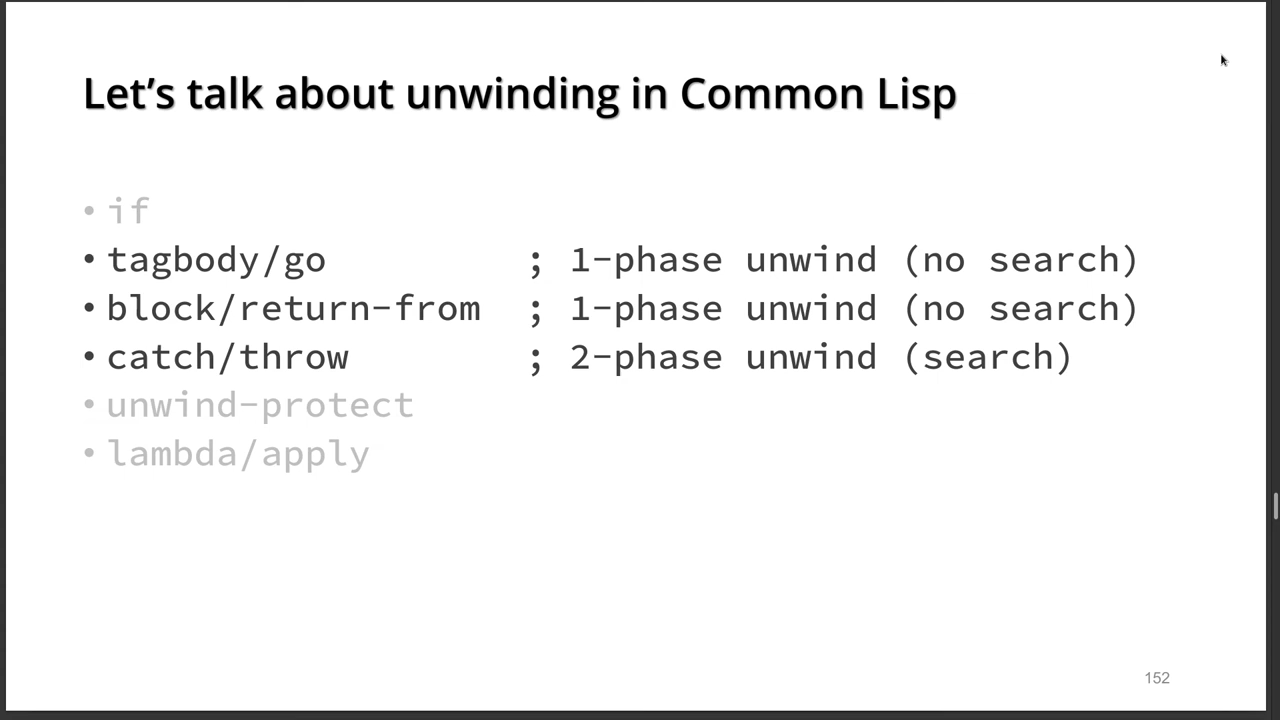 Let’s talk about unwinding in Common Lisp
• if
• tagbody/go ; 1-phase unwind (no search)
• block/return-from ; 1-phase unwind (no search)
• catch/throw ; 2-phase unwind (search)
• unwind-protect
• lambda/apply
152